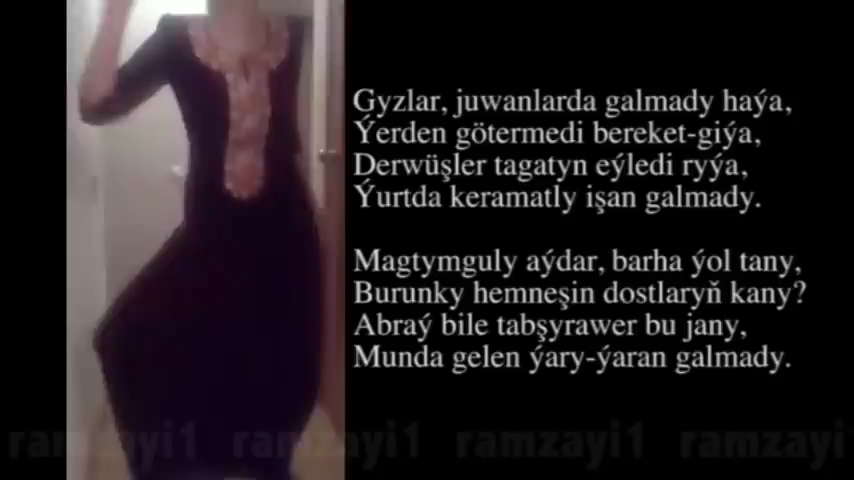 Gyzlar, juwanlarda galmady haýa,
Ýerden götermedi bereket-giýa,
Derwüşler tagatyn eýledi ryýa,
Ýurtda keramatly işan galmady.
Magtymguly aýdar, barha ýol tany,
Burunky hemneşin dostlaryň kany?
Abraý bile tabşyrawer bu jany,
Munda gelen ýary-ýaran galmady.
ramzayi1 ramzayi1 ramzayi1 ramzayi1